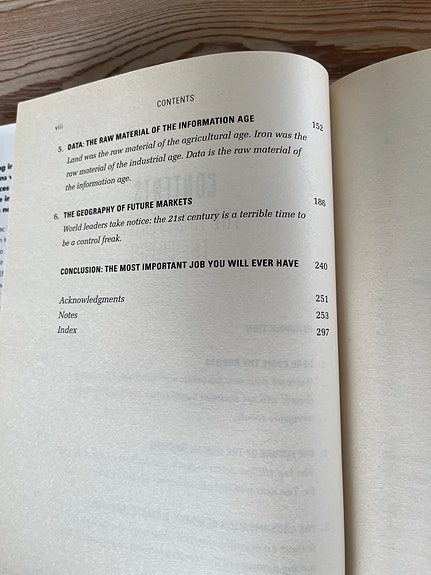 CONTENTS
viii
5. DATA: THE RAW MATERIAL OF THE INFORMATION AGE 152
Land was the raw material of the agricultural age. Iron was the
raw material of the industrial age. Data is the raw material of
the information age.
6. THE GEOGRAPHY OF FUTURE MARKETS 186
World leaders take notice: the 21st century is a terrible time to
be a control freak.
CONCLUSION: THE MOST IMPORTANT JOB YOU WILL EVER HAVE 240
Acknowledgments 251
Notes 253
Index 297